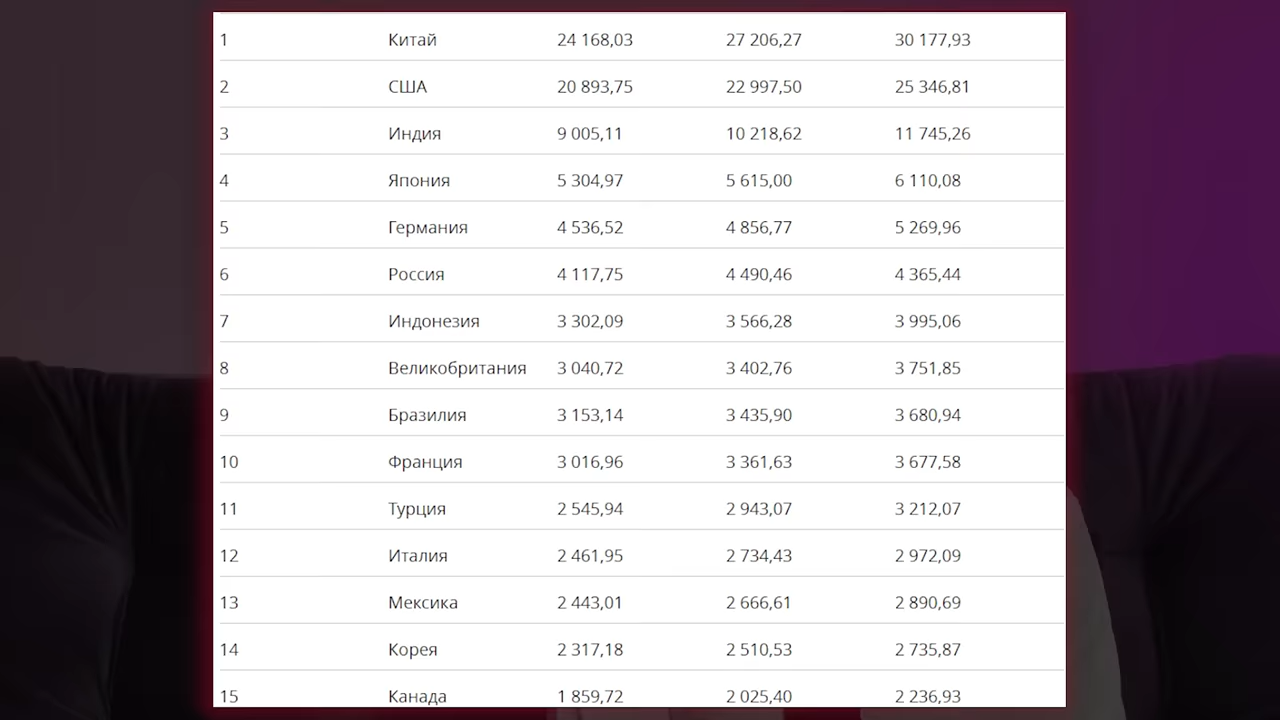 1 Китай 24 168,03 27 206,27 30 177,93
2 США 20 893,75 22 997,50 25 346,81
3 Индия 9 005,11 10 218,62 11 745,26
4 Япония 5 304,97 5 615,00 6 110,08
5 Германия 4 536,52 4 856,77 5 269,96
6 Россия 4 117,75 4 490,46 4 365,44
7 Индонезия 3 302,09 3 566,28 3 995,06
8 Великобритания 3 040,72 3 402,76 3 751,85
9 Бразилия 3 153,14 3 435,90 3 680,94
10 Франция 3 016,96 3 361,63 3 677,58
11 Турция 2 545,94 2 943,07 3 212,07
12 Италия 2 461,95 2 734,43 2 972,09
13 Мексика 2 443,01 2 666,61 2 890,69
14 Корея 2 317,18 2 510,53 2 735,87
15 Канада 1 859,72 2 025,40 2 236,93